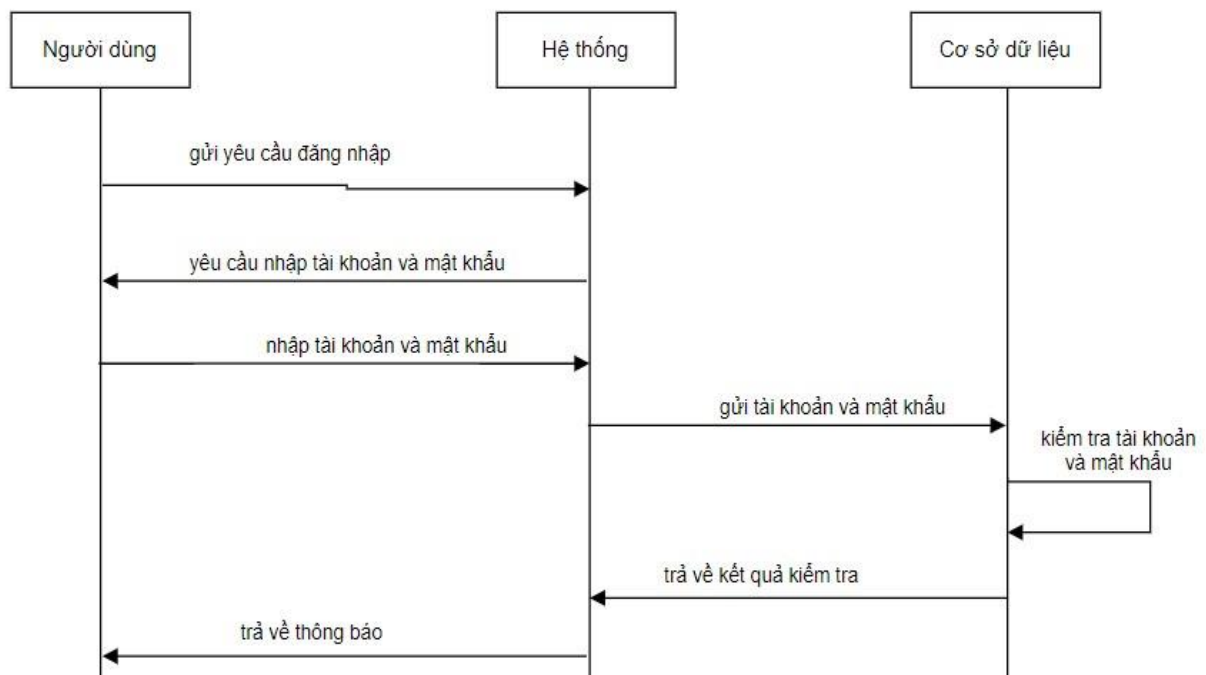 Người dùng
Hệ thống
Cơ sở dữ liệu
gửi yêu cầu đăng nhập
yêu cầu nhập tài khoản và mật khẩu
nhập tài khoản và mật khẩu
gửi tài khoản và mật khẩu
kiểm tra tài khoản
và mật khẩu
trả về kết quả kiểm tra
trả về thông báo